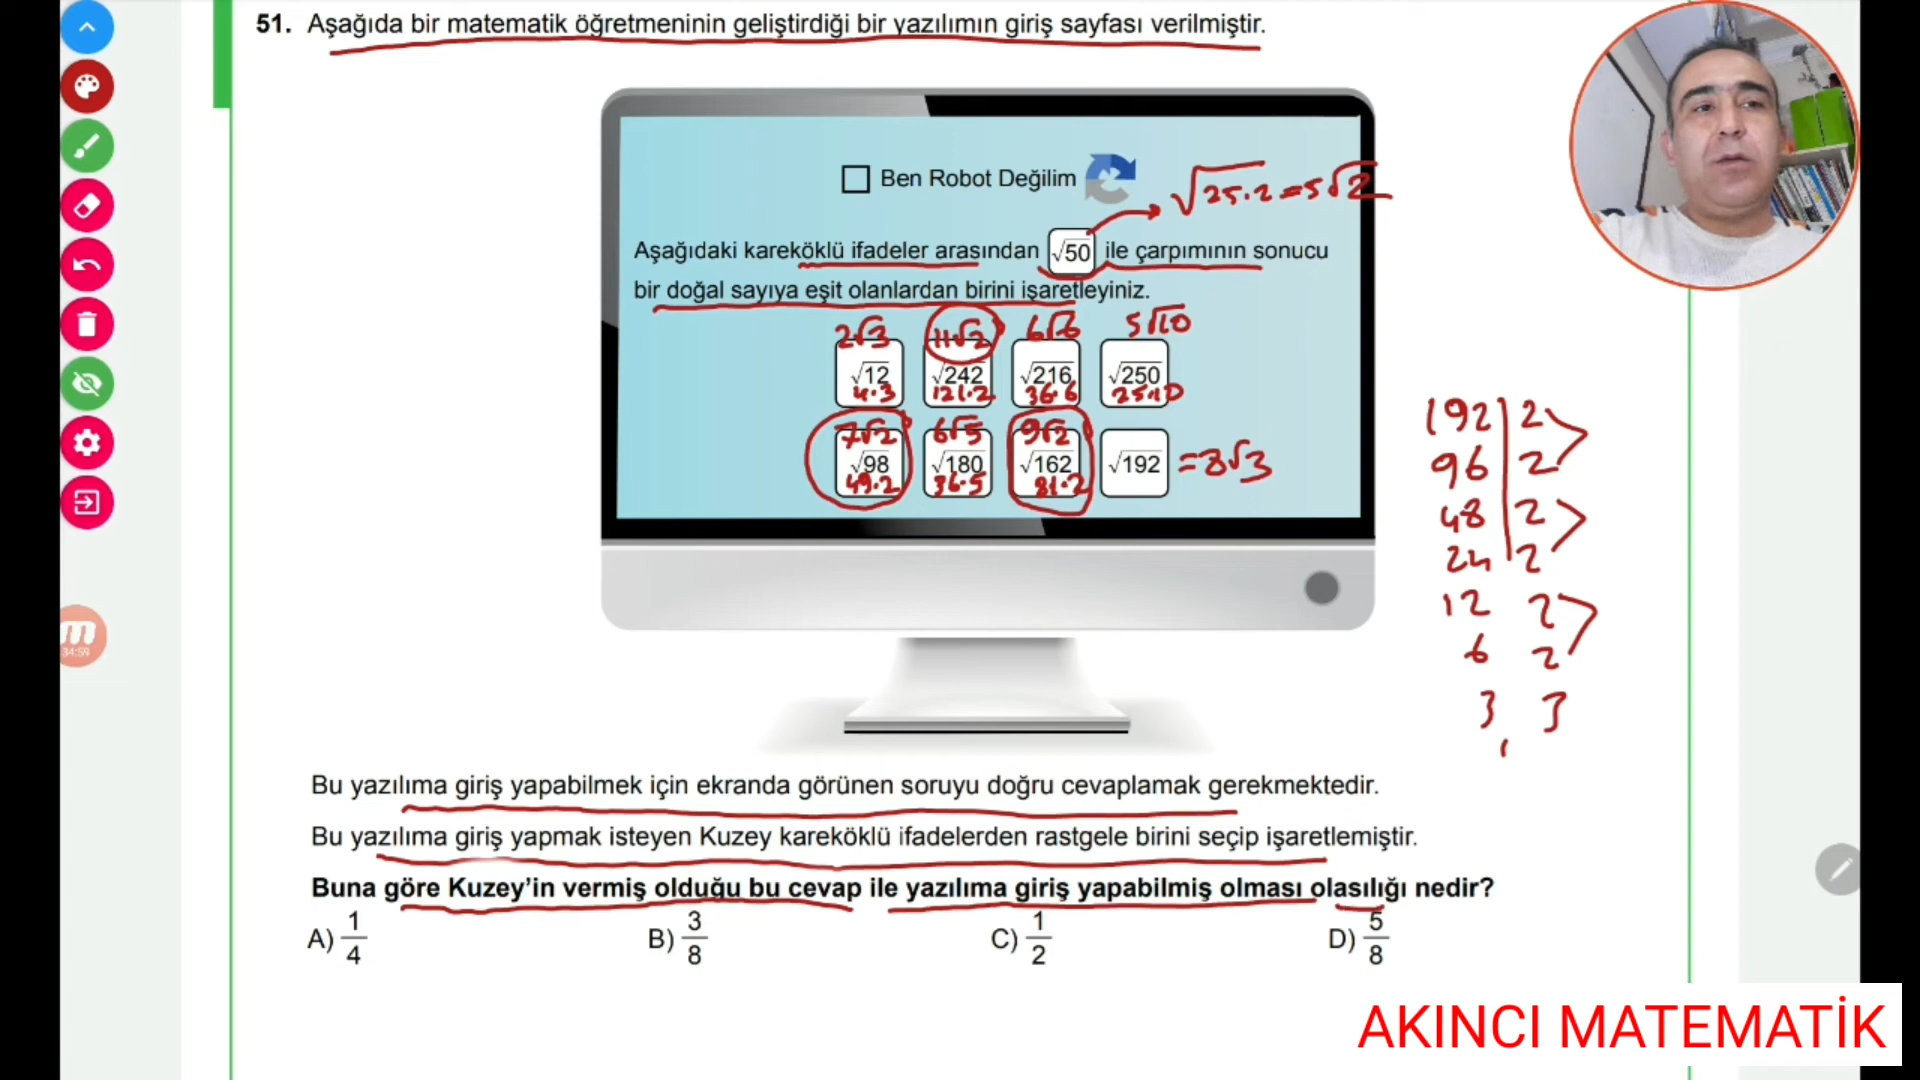 51. Aşağıda bir matematik öğretmeninin geliştirdiği bir yazılımın giriş sayfası verilmiştir.
Ben Robot Değilim
√25.2=5√2
Aşağıdaki kareköklü ifadeler arasından √50 ile çarpımının sonucu
bir doğal sayıya eşit olanlardan birini işaretleyiniz.
2√3 11√2 6√6 5√10
√12 √242 √216 √250
4.3 121.2 36.6 25.10
7√2 6√5 9√2
√98 √180 √162 √192 =8√3
49.2 36.5 81.2
192 2
96 2
48 2
24 2
12 2
6 2
3 3
1
34:59
Bu yazılıma giriş yapabilmek için ekranda görünen soruyu doğru cevaplamak gerekmektedir.
Bu yazılıma giriş yapmak isteyen Kuzey kareköklü ifadelerden rastgele birini seçip işaretlemiştir.
Buna göre Kuzey’in vermiş olduğu bu cevap ile yazılıma giriş yapabilmiş olması olasılığı nedir?
A) 1/4 B) 3/8 C) 1/2 D) 5/8
AKINCI MATEMATİK